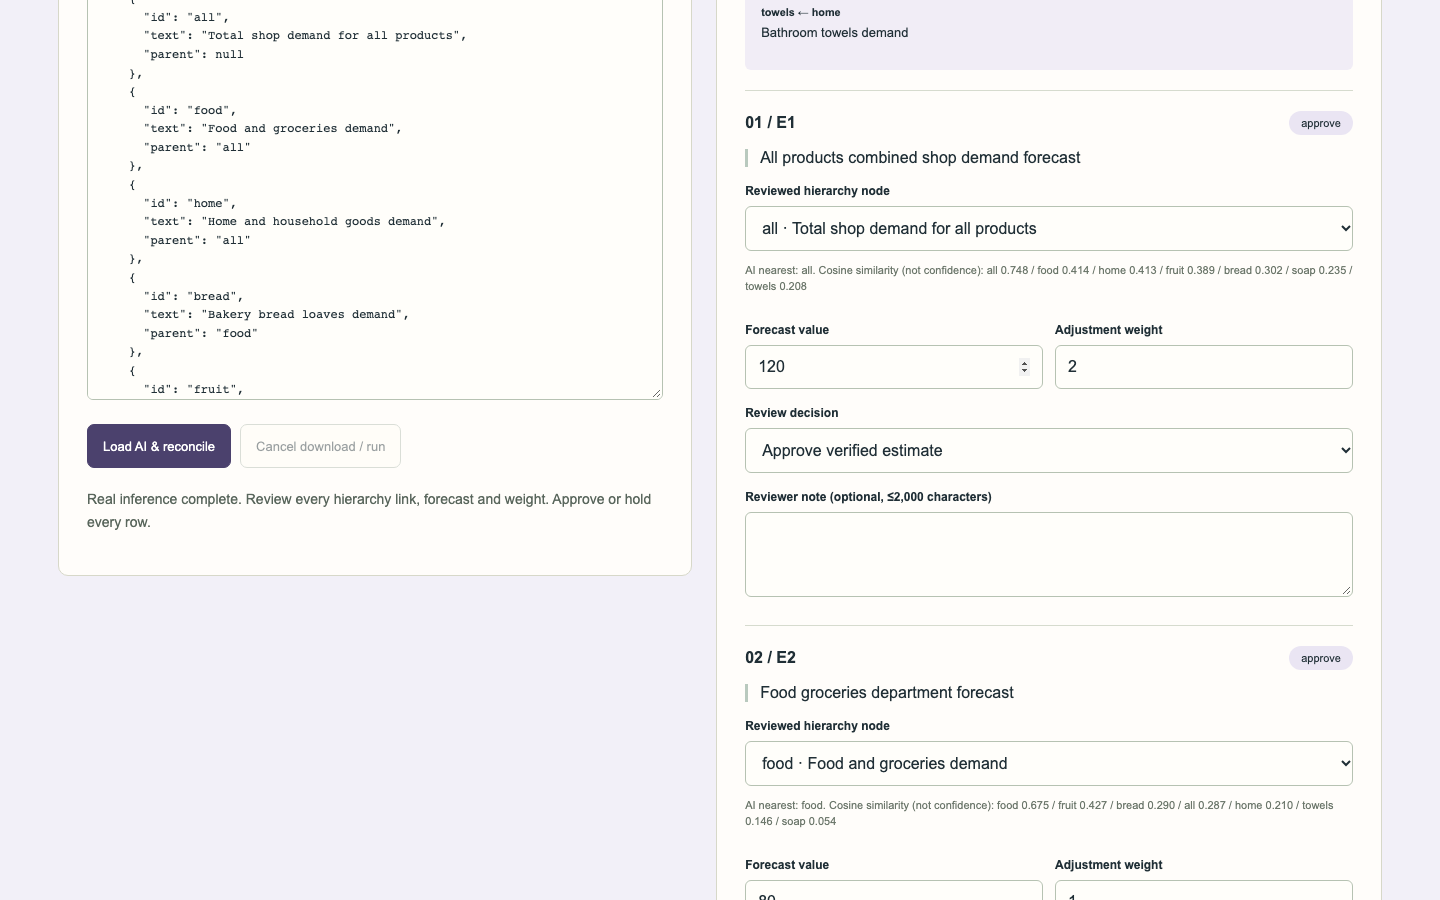 {
"id": "all",
"text": "Total shop demand for all products",
"parent": null
},
{
"id": "food",
"text": "Food and groceries demand",
"parent": "all"
},
{
"id": "home",
"text": "Home and household goods demand",
"parent": "all"
},
{
"id": "bread",
"text": "Bakery bread loaves demand",
"parent": "food"
},
{
"id": "fruit",
Load AI & reconcile
Cancel download / run
Real inference complete. Review every hierarchy link, forecast and weight. Approve or hold
every row.
towels ← home
Bathroom towels demand
01 / E1
approve
All products combined shop demand forecast
Reviewed hierarchy node
all · Total shop demand for all products
AI nearest: all. Cosine similarity (not confidence): all 0.748 / food 0.414 / home 0.413 / fruit 0.389 / bread 0.302 / soap 0.235 /
towels 0.208
Forecast value
Adjustment weight
120
2
Review decision
Approve verified estimate
Reviewer note (optional, ≤2,000 characters)
02 / E2
approve
Food groceries department forecast
Reviewed hierarchy node
food · Food and groceries demand
AI nearest: food. Cosine similarity (not confidence): food 0.675 / fruit 0.427 / bread 0.290 / all 0.287 / home 0.210 / towels
0.146 / soap 0.054
Forecast value
Adjustment weight
80
1